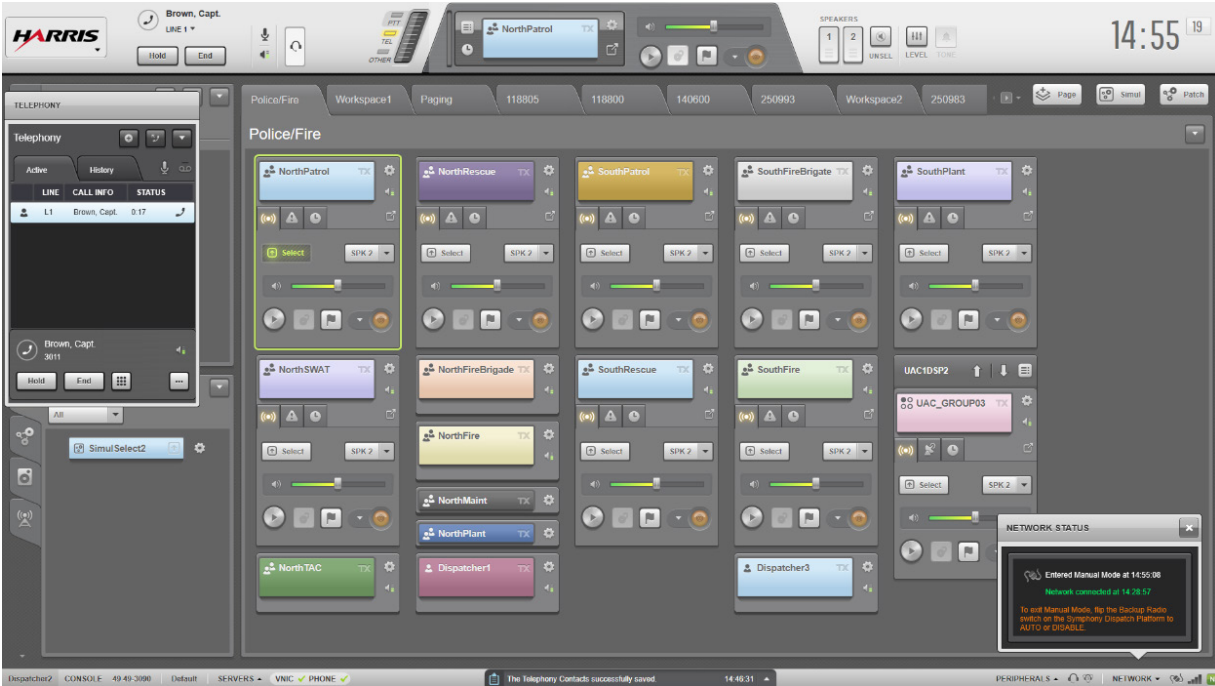 HARRIS
Brown, Capt.
LINE 1
Hold End
PTT
TEL
OTHER
NorthPatrol TX
SPEAKERS
1 2
UNSEL LEVEL TONE
14:55 19
TELEPHONY
Telephony
Active History
LINE CALL INFO STATUS
L1 Brown, Capt. 0:17
Brown, Capt.
3011
Hold End
All
SimulSelect2
Police/Fire Workspace1 Paging 118805 118800 140600 250993 Workspace2 250983
Page Simul Patch
Police/Fire
NorthPatrol TX
Select SPK 2
NorthRescue TX
Select SPK 2
SouthPatrol TX
Select SPK 2
SouthFireBrigate TX
Select SPK 2
SouthPlant TX
Select SPK 2
NorthSWAT TX
Select SPK 2
NorthFireBrigade TX
NorthFire TX
NorthMaint TX
NorthPlant TX
SouthRescue TX
Select SPK 2
SouthFire TX
Select SPK 2
UAC1DSP2
UAC_GROUP03 TX
Select SPK 2
NorthTAC TX
Dispatcher1 TX
Dispatcher3 TX
NETWORK STATUS
Entered Manual Mode at 14:55:08
Network connected at 14:28:57
To exit Manual Mode, flip the Backup Radio
switch on the Symphony Dispatch Platform to
AUTO or DISABLE.
Dispatcher2 CONSOLE 49-49-3090 Default SERVERS VNIC PHONE
The Telephony Contacts successfully saved 14:46:31
PERIPHERALS NETWORK N